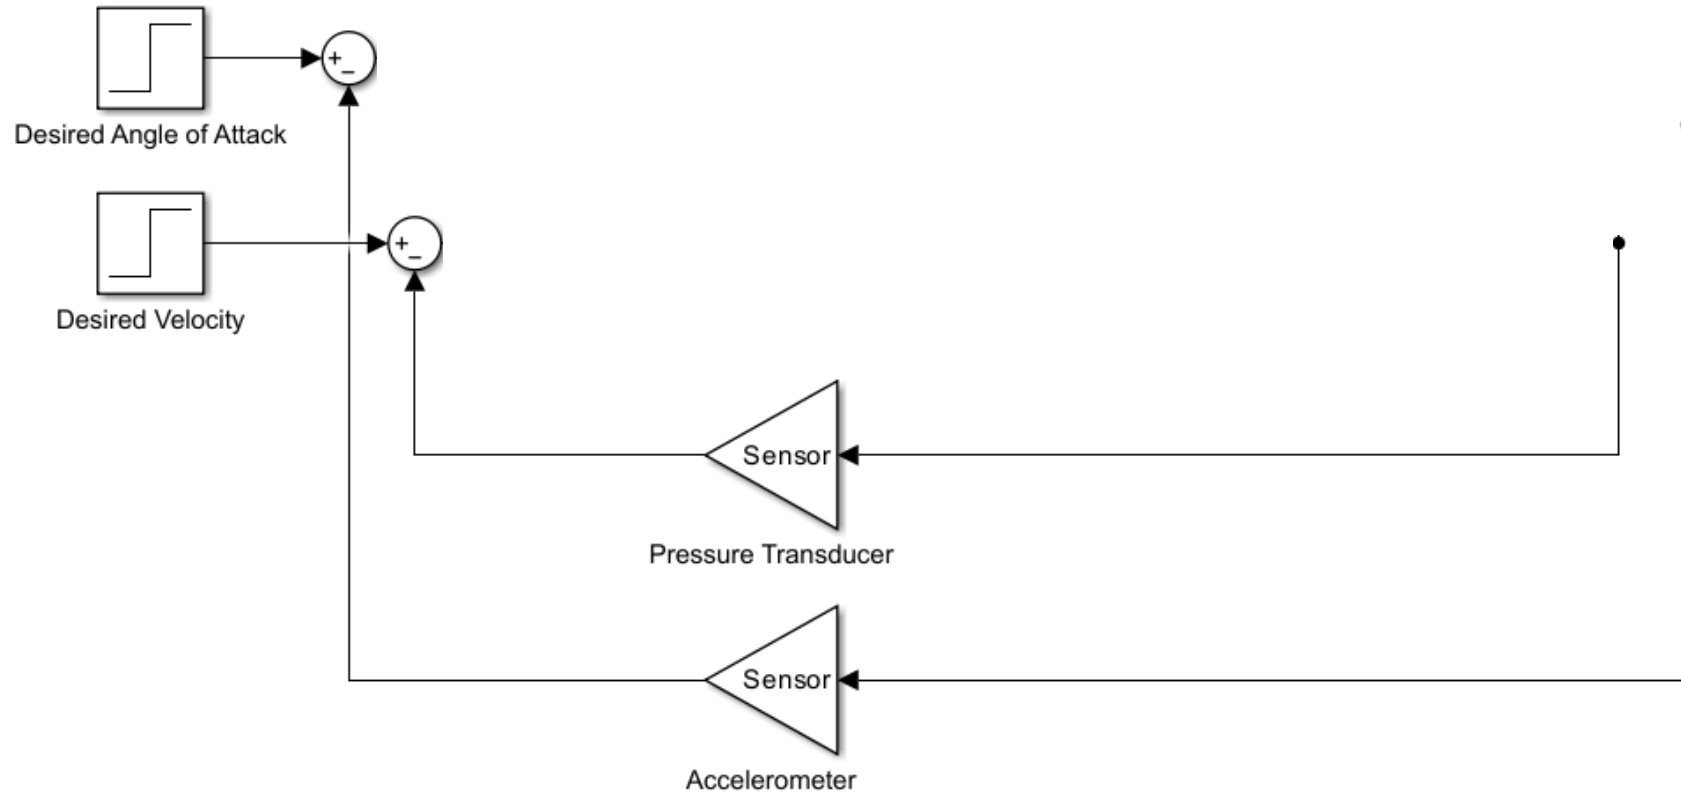 +
−
Desired Angle of Attack
+
−
Desired Velocity
Sensor
Pressure Transducer
Sensor
Accelerometer